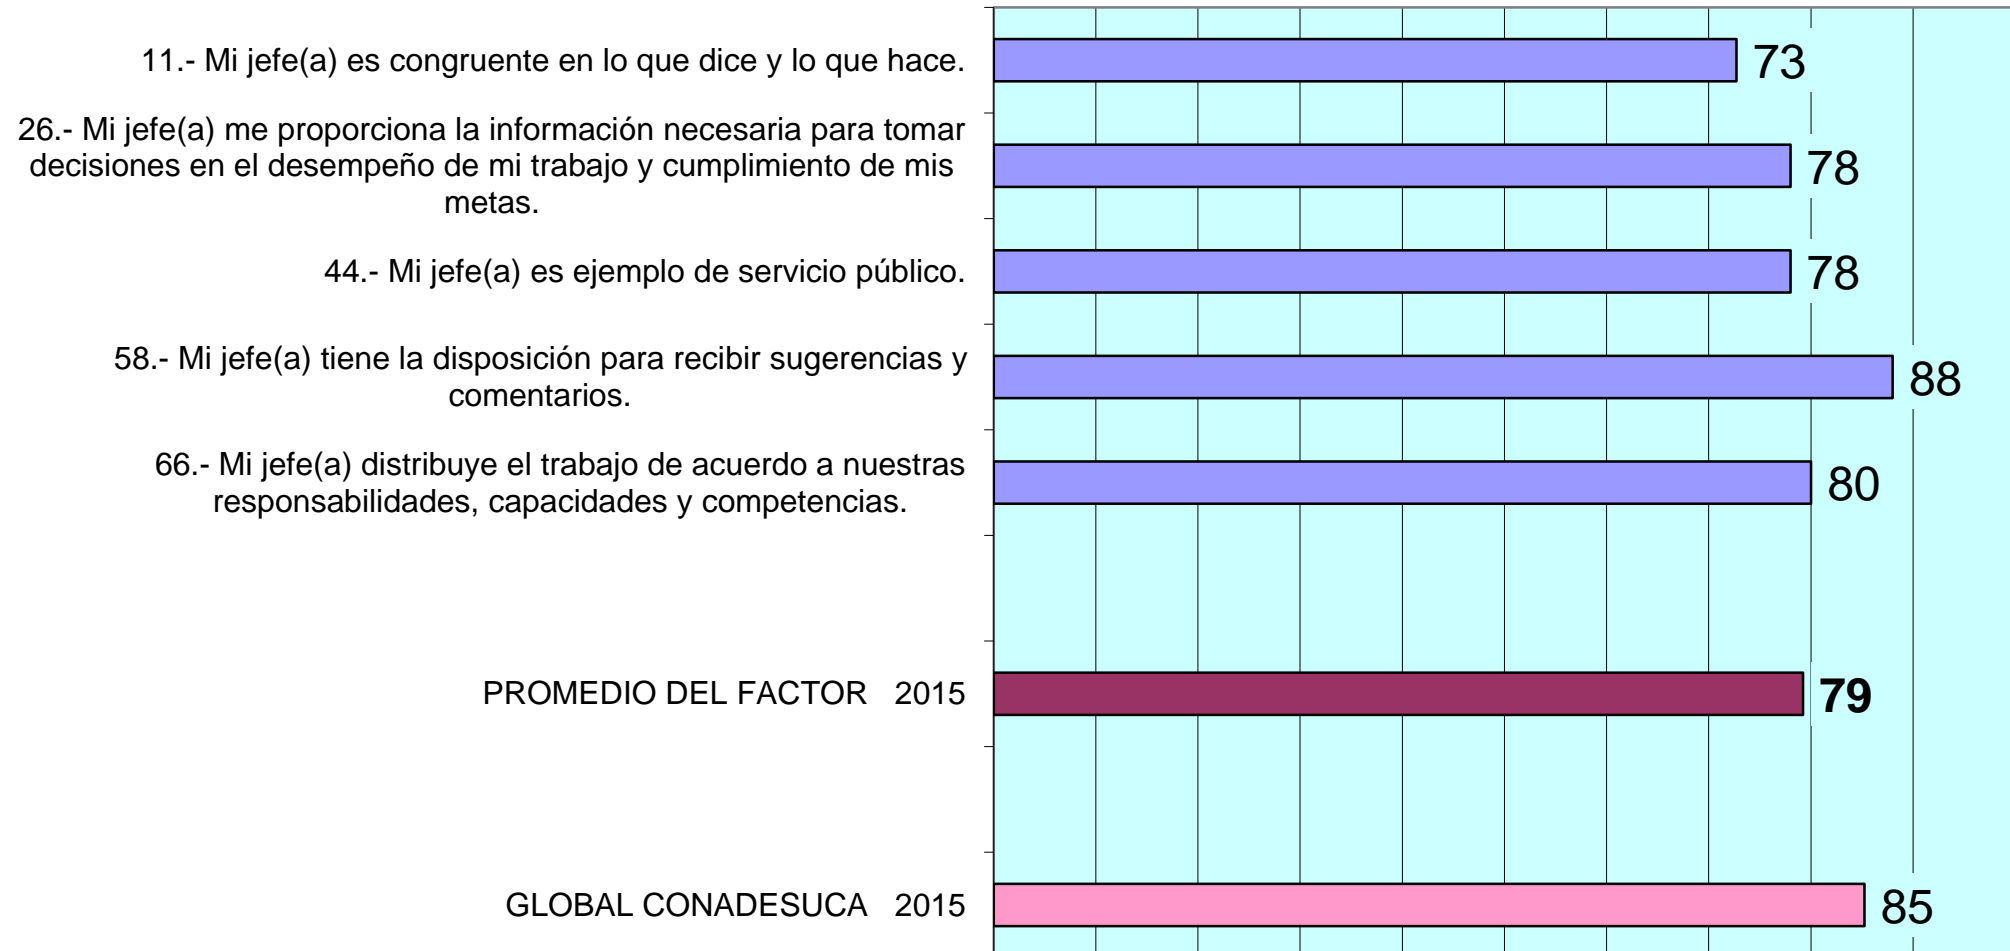 11.- Mi jefe(a) es congruente en lo que dice y lo que hace.
73
26.- Mi jefe(a) me proporciona la información necesaria para tomar
decisiones en el desempeño de mi trabajo y cumplimiento de mis
metas.
78
44.- Mi jefe(a) es ejemplo de servicio público.
78
58.- Mi jefe(a) tiene la disposición para recibir sugerencias y
comentarios.
88
66.- Mi jefe(a) distribuye el trabajo de acuerdo a nuestras
responsabilidades, capacidades y competencias.
80
PROMEDIO DEL FACTOR 2015
79
GLOBAL CONADESUCA 2015
85